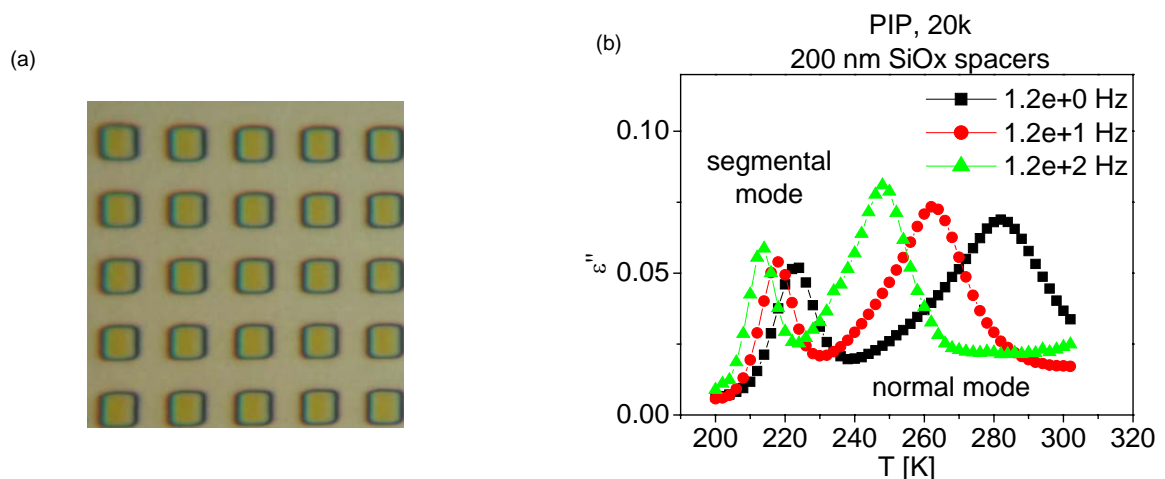 (a)
(b)
PIP, 20k
200 nm SiOx spacers
1.2e+0 Hz
1.2e+1 Hz
1.2e+2 Hz
segmental
mode
normal mode
ε"
0.10
0.05
0.00
200 220 240 260 280 300 320
T [K]